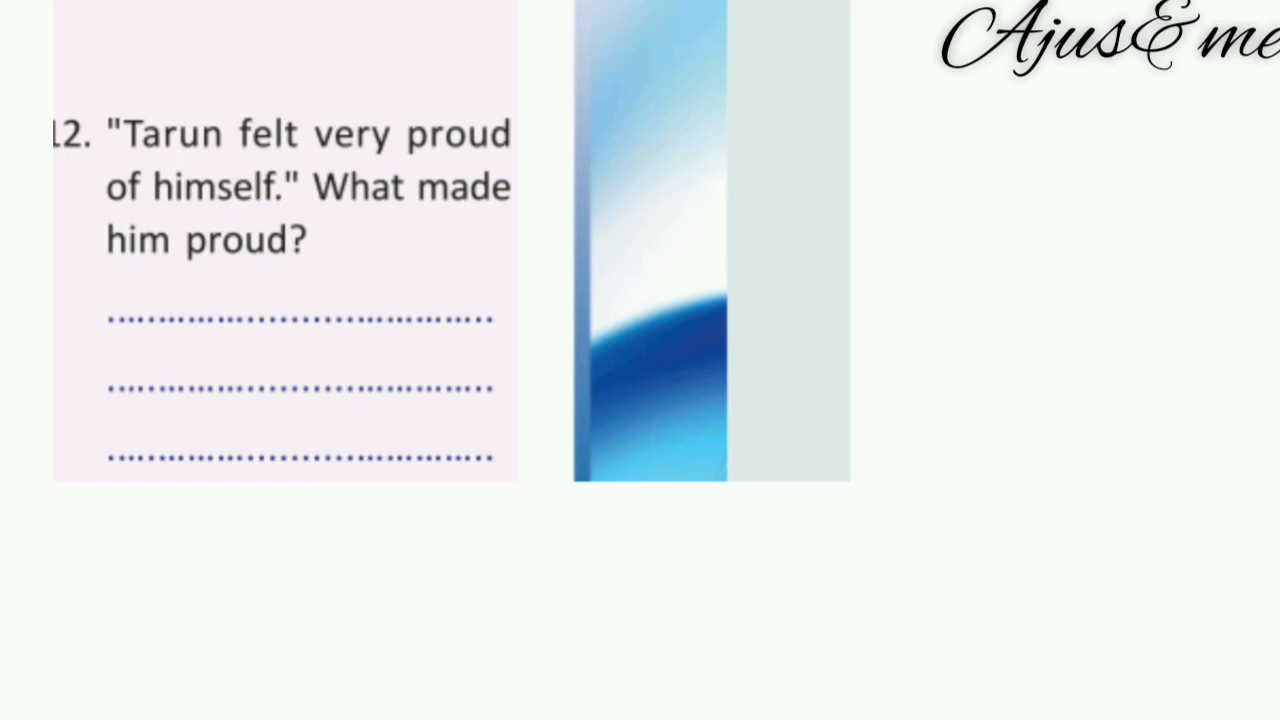 Ajus& me
12. "Tarun felt very proud
of himself." What made
him proud?